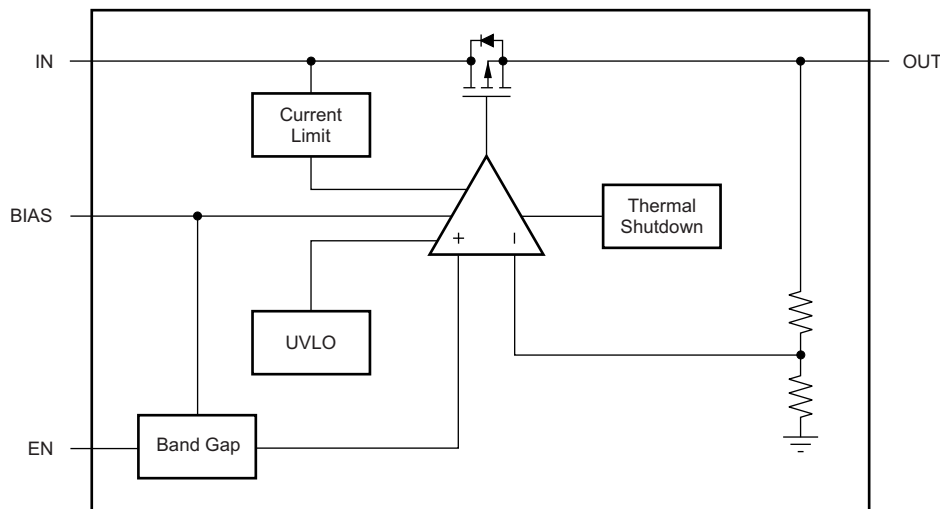 IN
OUT
Current
Limit
BIAS
Thermal
Shutdown
+
−
UVLO
EN
Band Gap